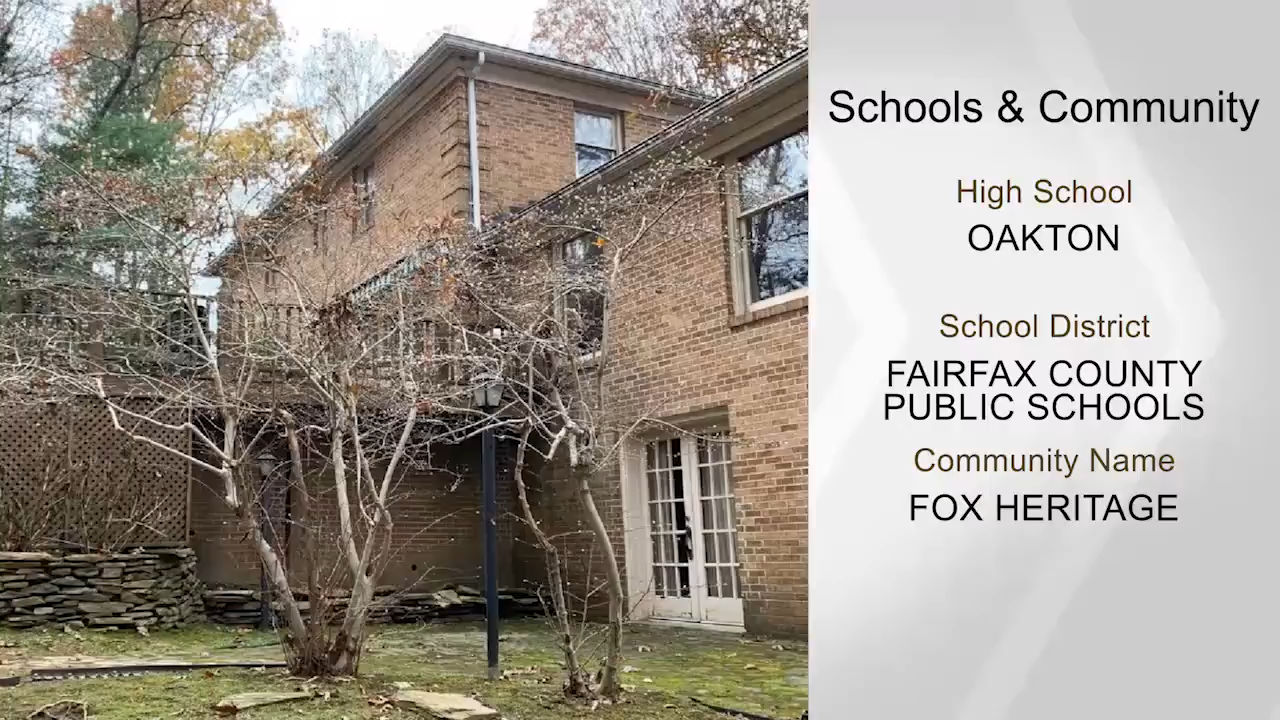 Schools & Community
High School
OAKTON
School District
FAIRFAX COUNTY
PUBLIC SCHOOLS
Community Name
FOX HERITAGE